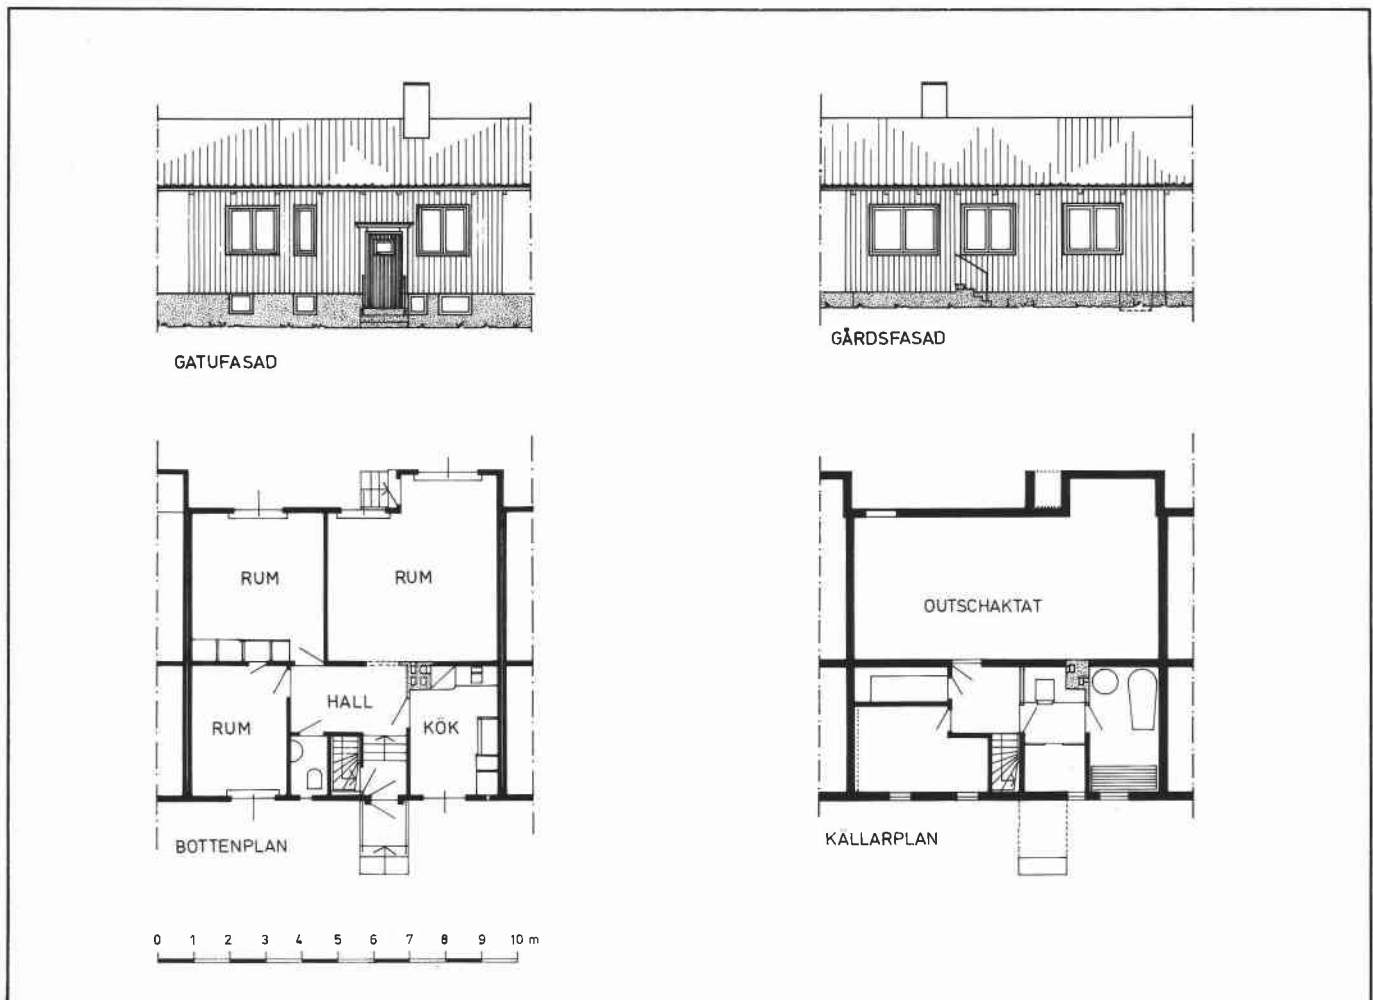 GATUFASAD
GÅRDSFASAD
RUM
RUM
OUTSCHAKTAT
HALL
RUM
KÖK
BOTTENPLAN
KÄLLARPLAN
0 1 2 3 4 5 6 7 8 9 10 m